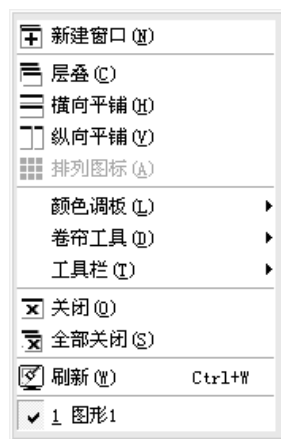 新建窗口(N)
层叠(C)
横向平铺(H)
纵向平铺(V)
排列图标(A)
颜色调板(L)
卷帘工具(D)
工具栏(T)
关闭(O)
全部关闭(S)
刷新(W) Ctrl+W
1 图形1